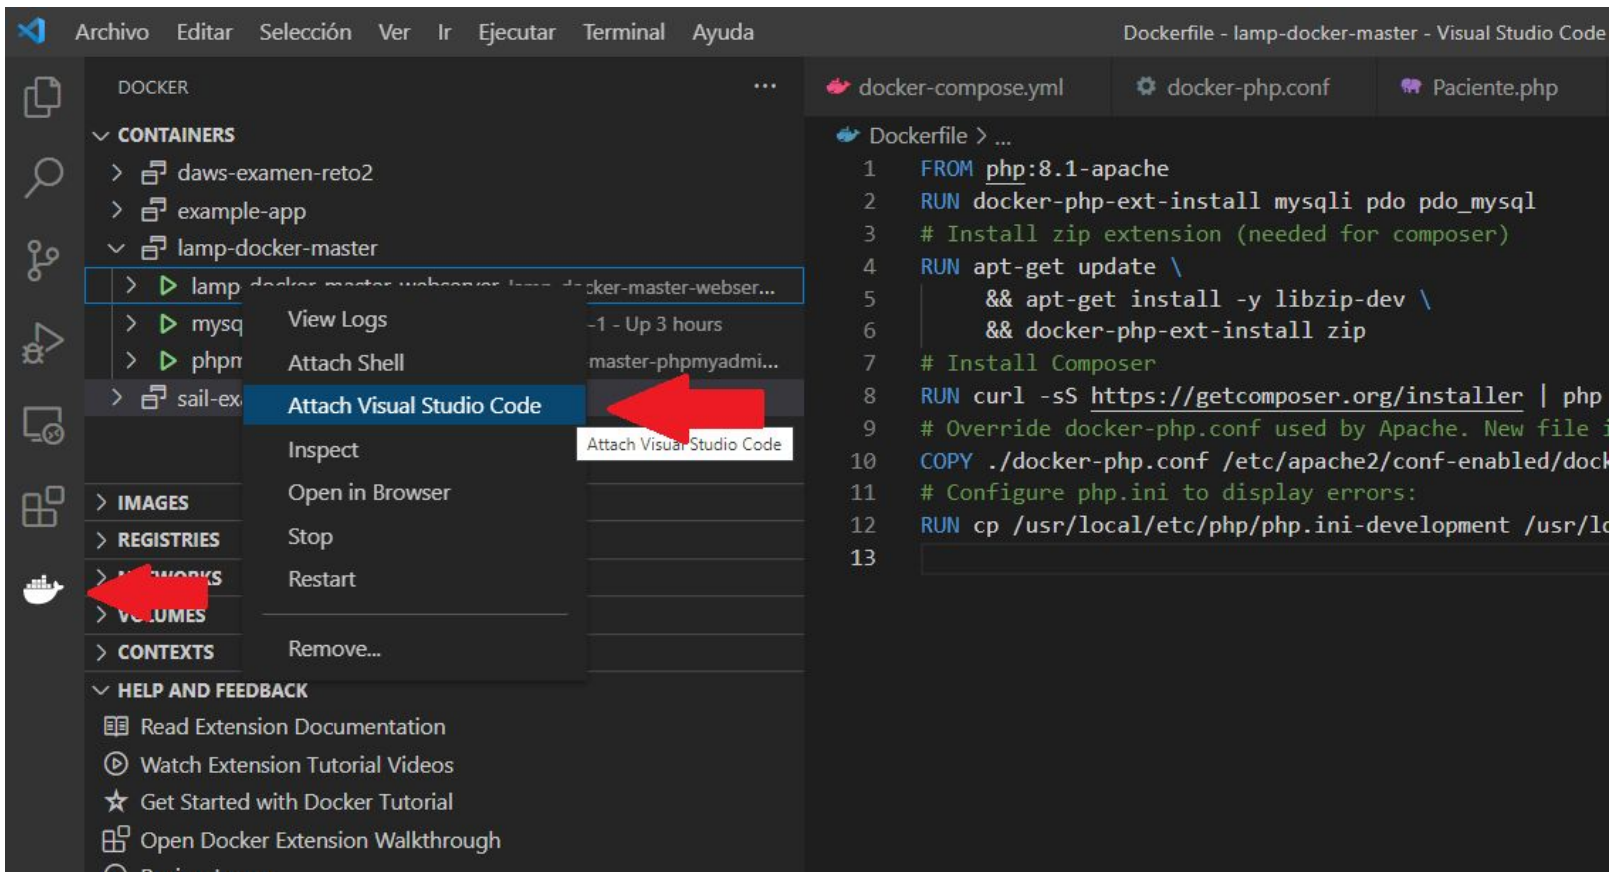 Archivo Editar Selección Ver Ir Ejecutar Terminal Ayuda
Dockerfile - lamp-docker-master - Visual Studio Code
DOCKER
CONTAINERS
daws-examen-reto2
example-app
lamp-docker-master
lamp-docker-master-webserver lamp-docker-master-webser...
mysq -1 - Up 3 hours
phpm master-phpmyadmi...
sail-ex
View Logs
Attach Shell
Attach Visual Studio Code
Inspect
Open in Browser
Stop
Restart
Remove...
Attach Visual Studio Code
IMAGES
REGISTRIES
NETWORKS
VOLUMES
CONTEXTS
HELP AND FEEDBACK
Read Extension Documentation
Watch Extension Tutorial Videos
Get Started with Docker Tutorial
Open Docker Extension Walkthrough
docker-compose.yml docker-php.conf Paciente.php
Dockerfile > ...
1 FROM php:8.1-apache
2 RUN docker-php-ext-install mysqli pdo pdo_mysql
3 # Install zip extension (needed for composer)
4 RUN apt-get update \
5 && apt-get install -y libzip-dev \
6 && docker-php-ext-install zip
7 # Install Composer
8 RUN curl -sS https://getcomposer.org/installer | php
9 # Override docker-php.conf used by Apache. New file i
10 COPY ./docker-php.conf /etc/apache2/conf-enabled/dock
11 # Configure php.ini to display errors:
12 RUN cp /usr/local/etc/php/php.ini-development /usr/lo
13